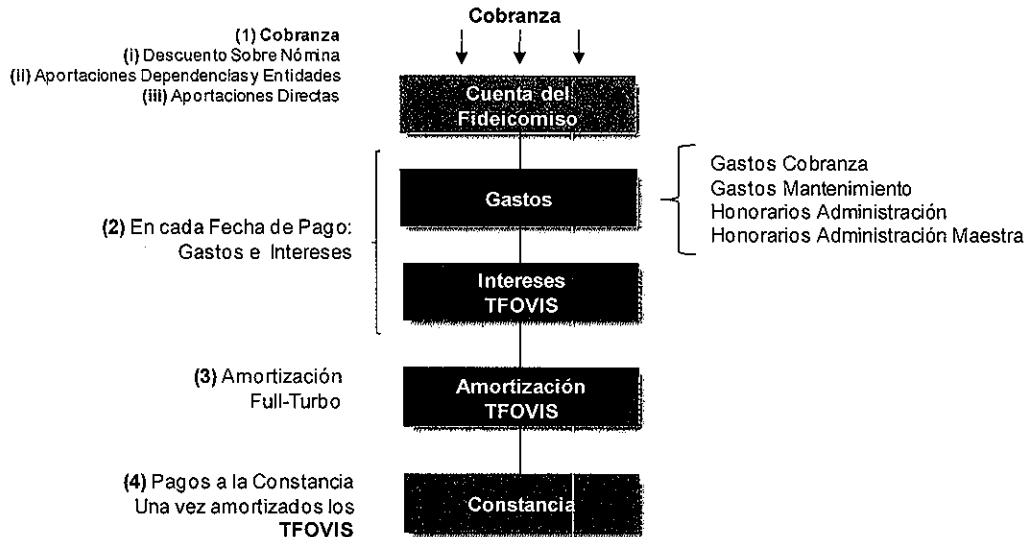 Cobranza
(1) Cobranza
(i) Descuento Sobre Nómina
(ii) Aportaciones Dependencias y Entidades
(iii) Aportaciones Directas
Cuenta del
Fideicomiso
Gastos
Gastos Cobranza
Gastos Mantenimiento
Honorarios Administración
Honorarios Administración Maestra
(2) En cada Fecha de Pago:
Gastos e Intereses
Intereses
TFOVIS
(3) Amortización
Full-Turbo
Amortización
TFOVIS
(4) Pagos a la Constancia
Una vez amortizados los
TFOVIS
Constancia